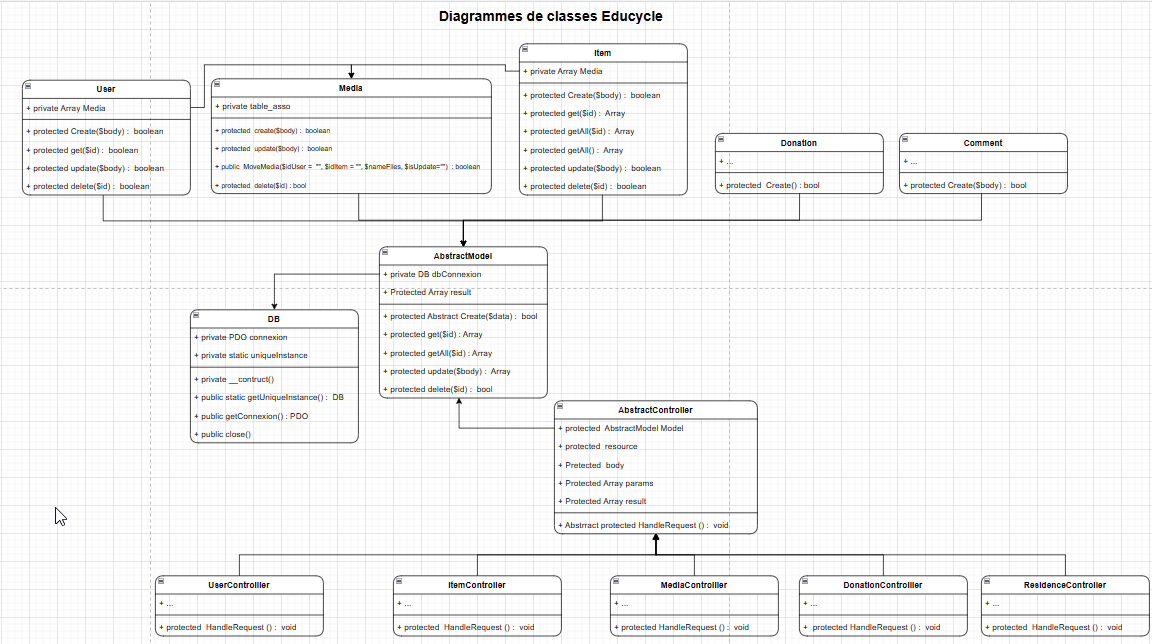 Diagrammes de classes Educycle
User
+ private Array Media
+ protected Create($body) : boolean
+ protected get($id) : boolean
+ protected update($body) : boolean
+ protected delete($id) : boolean
Media
+ private table_asso
+ protected create($body) : boolean
+ protected update($body) : boolean
+ public MoveMedia($idUser = "", $idItem = "", $nameFiles, $isUpdate="") : boolean
+ protected delete($id) : bool
Item
+ private Array Media
+ protected Create($body) : boolean
+ protected get($id) : Array
+ protected getAll($id) : Array
+ protected getAll() : Array
+ protected update($body) : boolean
+ protected delete($id) : boolean
Donation
+ ...
+ protected Create() : bool
Comment
+ ...
+ protected Create($body) : bool
AbstractModel
+ private DB dbConnexion
+ Protected Array result
+ protected Abstract Create($data) : bool
+ protected get($id) : Array
+ protected getAll($id) : Array
+ protected update($body) : Array
+ protected delete($id) : bool
DB
+ private PDO connexion
+ private static uniqueInstance
+ private __contruct()
+ public static getUniqueInstance() : DB
+ public getConnexion() : PDO
+ public close()
AbstractController
+ protected AbstractModel Model
+ protected resource
+ Pretected body
+ Protected Array params
+ Protected Array result
+ Abstrract protected HandleRequest () : void
UserControlller
+ ...
+ protected HandleRequest () : void
ItemController
+ ...
+ protected HandleRequest () : void
MediaControlller
+ ...
+ protected HandleRequest () : void
DonationControlller
+ ...
+ protected HandleRequest () : void
ResidenceController
+ ...
+ protected HandleRequest () : void